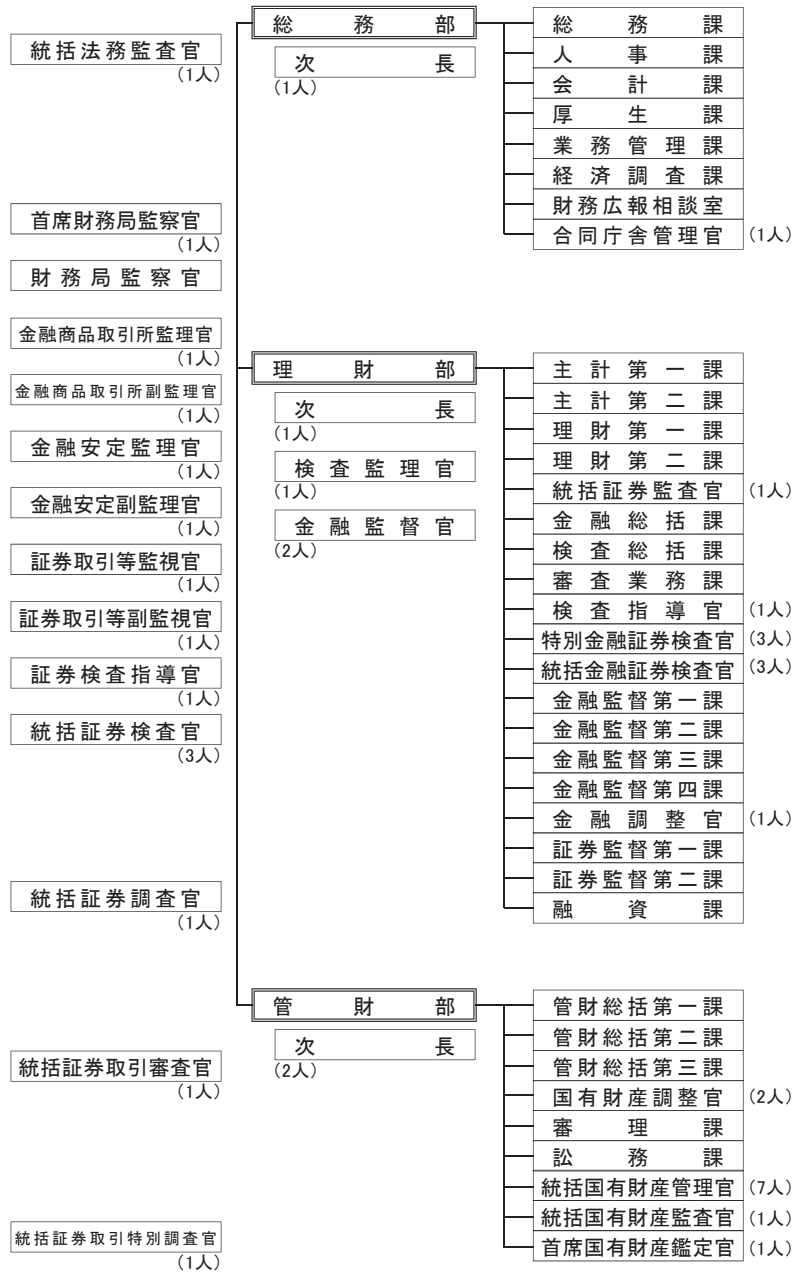 統括法務監査官
(1人)
首席財務局監察官
(1人)
財務局監察官
金融商品取引所監理官
(1人)
金融商品取引所副監理官
(1人)
金融安定監理官
(1人)
金融安定副監理官
(1人)
証券取引等監視官
(1人)
証券取引等副監視官
(1人)
証券検査指導官
(1人)
統括証券検査官
(3人)
統括証券調査官
(1人)
統括証券取引審査官
(1人)
統括証券取引特別調査官
(1人)
総務部
次長
(1人)
総務課
人事課
会計課
厚生課
業務管理課
経済調査課
財務広報相談室
合同庁舎管理官 (1人)
理財部
次長
(1人)
検査監理官
(1人)
金融監督官
(2人)
主計第一課
主計第二課
理財第一課
理財第二課
統括証券監査官 (1人)
金融総括課
検査総括課
審査業務課
検査指導官 (1人)
特別金融証券検査官 (3人)
統括金融証券検査官 (3人)
金融監督第一課
金融監督第二課
金融監督第三課
金融監督第四課
金融調整官 (1人)
証券監督第一課
証券監督第二課
融資課
管財部
次長
(2人)
管財総括第一課
管財総括第二課
管財総括第三課
国有財産調整官 (2人)
審理課
訟務課
統括国有財産管理官 (7人)
統括国有財産監査官 (1人)
首席国有財産鑑定官 (1人)